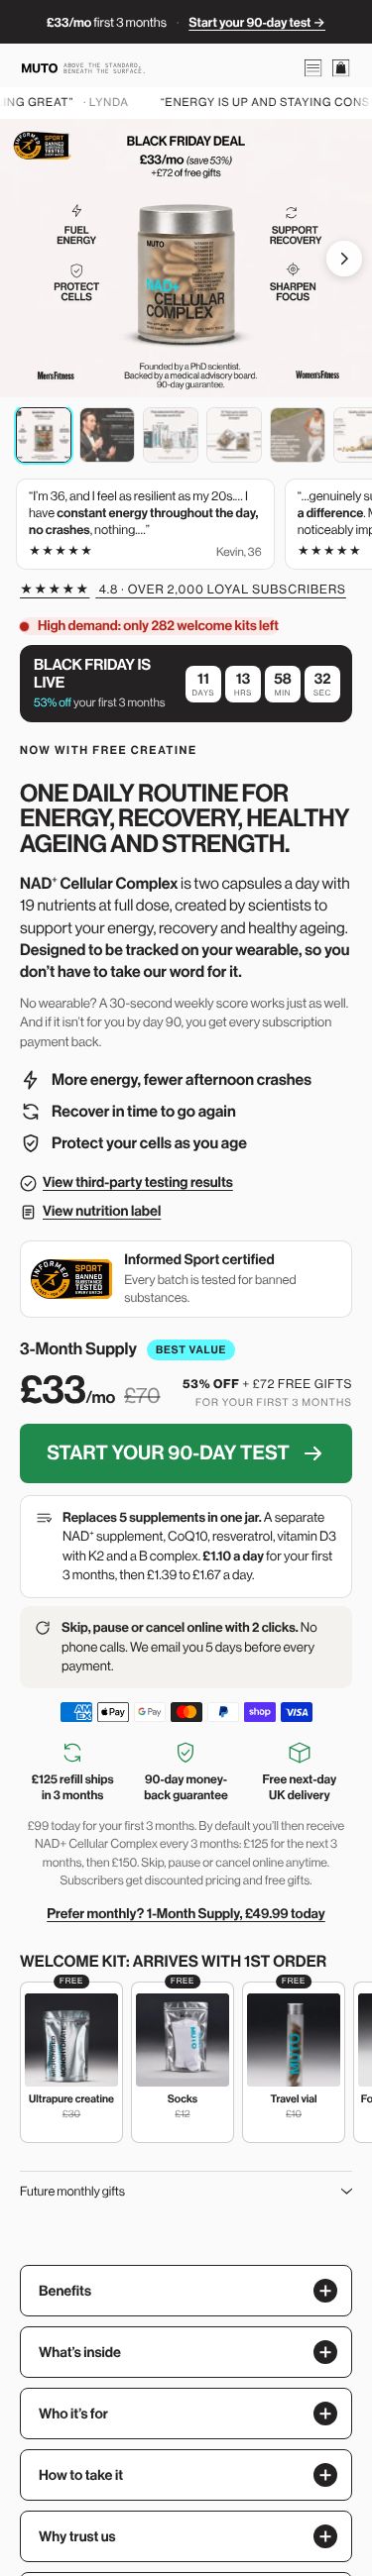 £33/mo first 3 months · Start your 90-day test →
MUTO ABOVE THE STANDARD;
BENEATH THE SURFACE.
ING GREAT” · LYNDA “ENERGY IS UP AND STAYING CONS
INFORMED SPORT
BLACK FRIDAY DEAL
£33/mo (save 53%)
+£72 of free gifts
FUEL
ENERGY
SUPPORT
RECOVERY
PROTECT
CELLS
SHARPEN
FOCUS
MUTO
NAD+
CELLULAR
COMPLEX
Men's Fitness
Founded by a PhD scientist.
Backed by a medical advisory board.
90-day guarantee.
Women's Fitness
“I’m 36, and I feel as resilient as my 20s.... I
have constant energy throughout the day,
no crashes, nothing....”
★★★★★ Kevin, 36
“...genuinely su
a difference. M
noticeably imp
★★★★★
★★★★★ 4.8 · OVER 2,000 LOYAL SUBSCRIBERS
High demand: only 282 welcome kits left
BLACK FRIDAY IS
LIVE
53% off your first 3 months
11 13 58 32
DAYS HRS MIN SEC
NOW WITH FREE CREATINE
ONE DAILY ROUTINE FOR
ENERGY, RECOVERY, HEALTHY
AGEING AND STRENGTH.
NAD⁺ Cellular Complex is two capsules a day with
19 nutrients at full dose, created by scientists to
support your energy, recovery and healthy ageing.
Designed to be tracked on your wearable, so you
don’t have to take our word for it.
No wearable? A 30-second weekly score works just as well.
And if it isn’t for you by day 90, you get every subscription
payment back.
More energy, fewer afternoon crashes
Recover in time to go again
Protect your cells as you age
View third-party testing results
View nutrition label
INFORMED SPORT
BANNED
SUBSTANCE
TESTED
EVERY BATCH
Informed Sport certified
Every batch is tested for banned
substances.
3-Month Supply BEST VALUE
£33/mo £70
53% OFF + £72 FREE GIFTS
FOR YOUR FIRST 3 MONTHS
START YOUR 90-DAY TEST →
Replaces 5 supplements in one jar. A separate
NAD⁺ supplement, CoQ10, resveratrol, vitamin D3
with K2 and a B complex. £1.10 a day for your first
3 months, then £1.39 to £1.67 a day.
Skip, pause or cancel online with 2 clicks. No
phone calls. We email you 5 days before every
payment.
AMEX Apple Pay G Pay shop VISA
£125 refill ships
in 3 months
90-day money-
back guarantee
Free next-day
UK delivery
£99 today for your first 3 months. By default you’ll then receive
NAD+ Cellular Complex every 3 months: £125 for the next 3
months, then £150. Skip, pause or cancel online anytime.
Subscribers get discounted pricing and free gifts.
Prefer monthly? 1-Month Supply, £49.99 today
WELCOME KIT: ARRIVES WITH 1ST ORDER
FREE
Ultrapure creatine
£30
FREE
Socks
£12
FREE
MUTO
Travel vial
£10
Fo
Future monthly gifts
Benefits
What’s inside
Who it’s for
How to take it
Why trust us